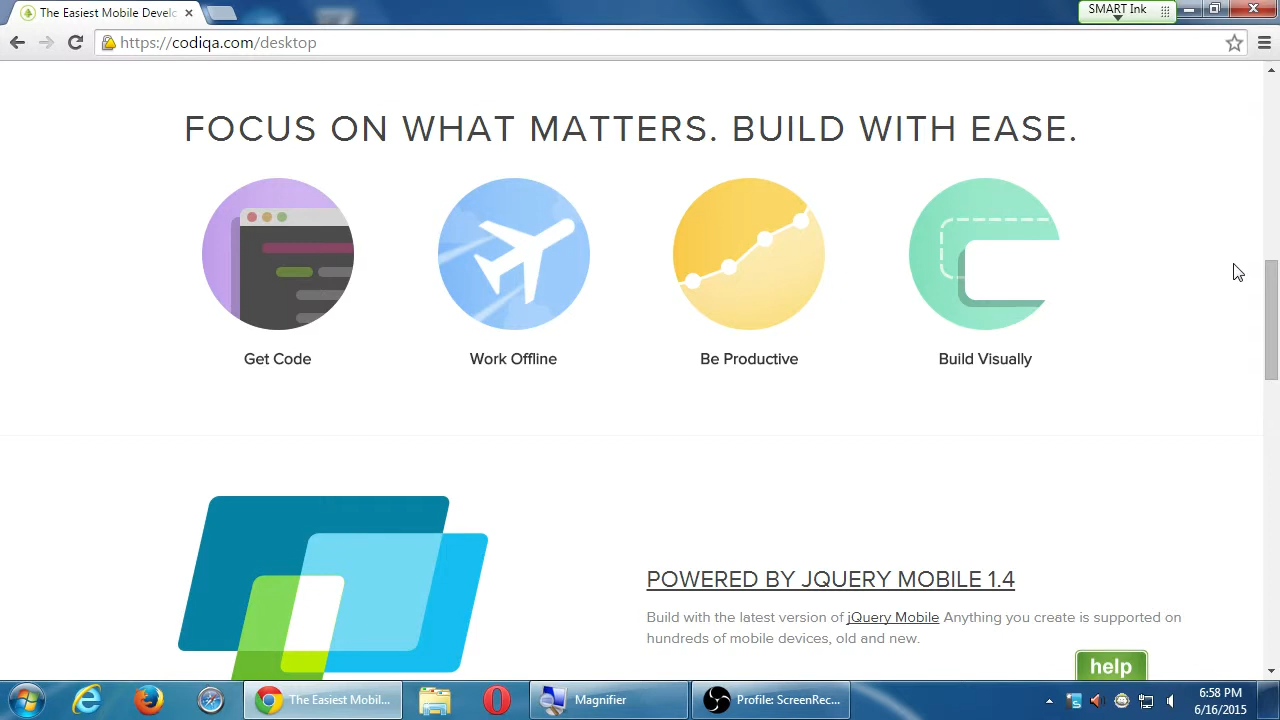 The Easiest Mobile Develc
SMART Ink
https://codiqa.com/desktop
FOCUS ON WHAT MATTERS. BUILD WITH EASE.
Get Code
Work Offline
Be Productive
Build Visually
POWERED BY JQUERY MOBILE 1.4
Build with the latest version of jQuery Mobile Anything you create is supported on
hundreds of mobile devices, old and new.
help
The Easiest Mobil...
Magnifier
Profile: ScreenRec...
6:58 PM
6/16/2015